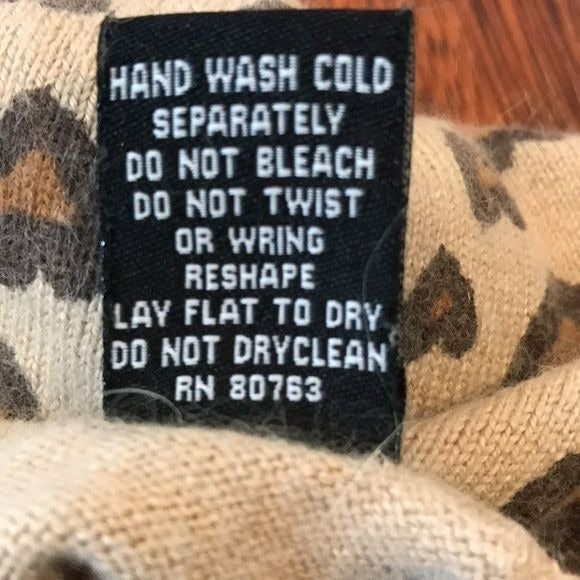 HAND WASH COLD
SEPARATELY
DO NOT BLEACH
DO NOT TWIST
OR WRING
RESHAPE
LAY FLAT TO DRY
DO NOT DRYCLEAN
RN 80763